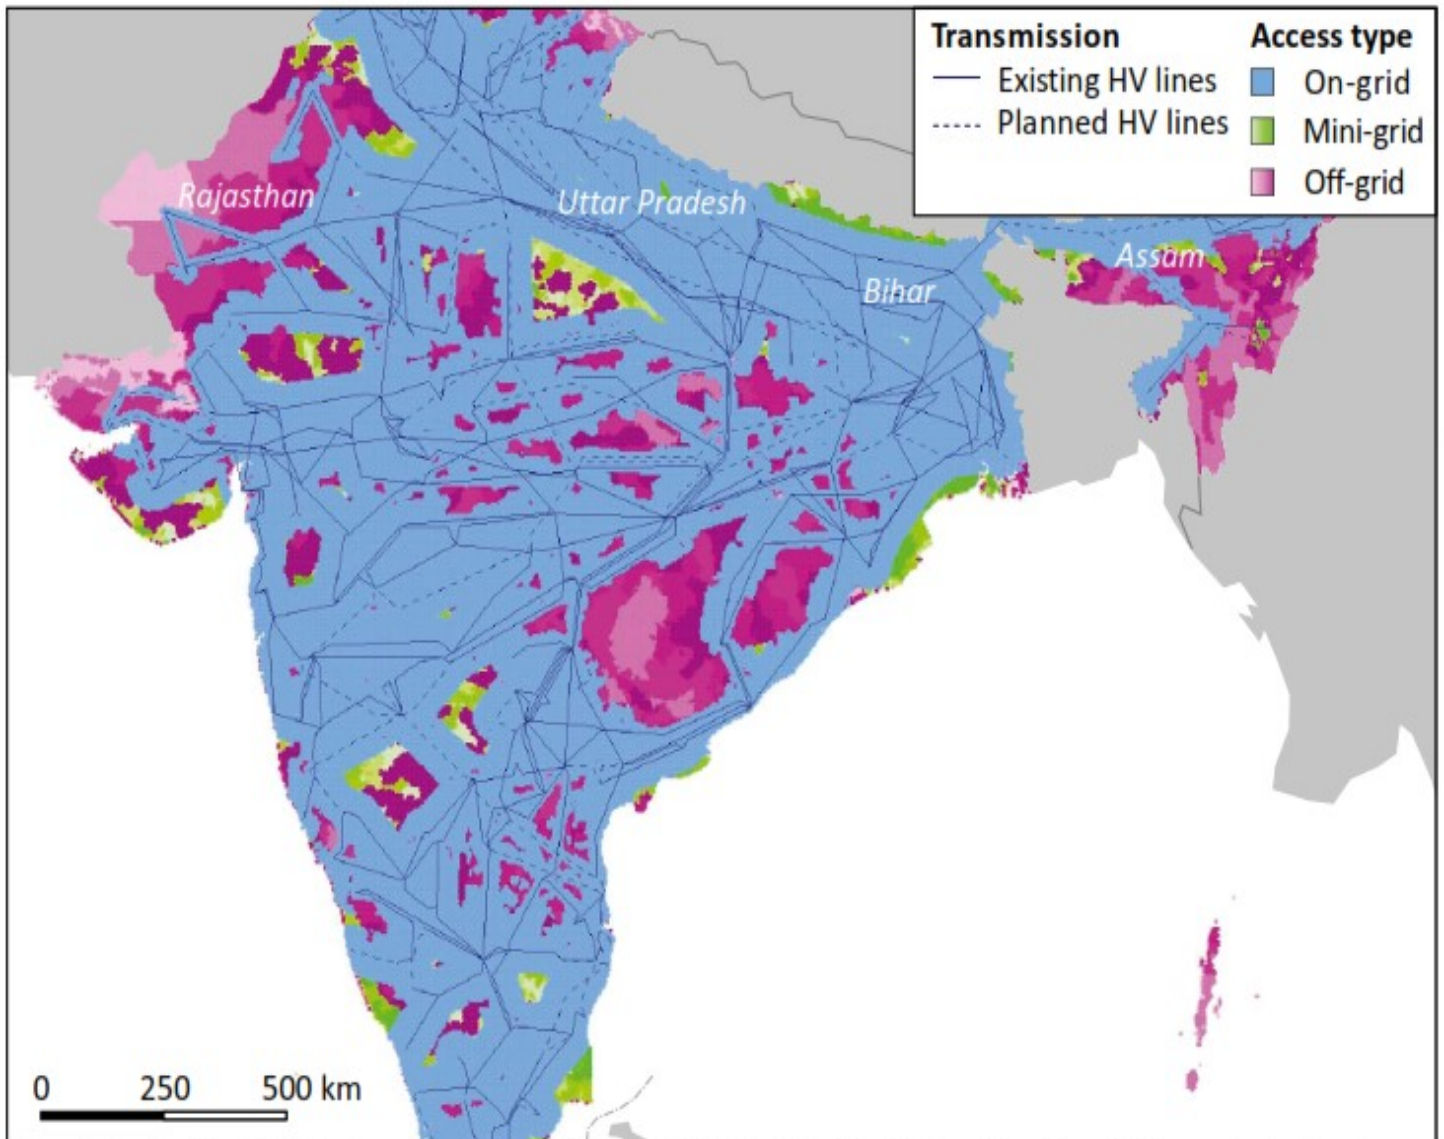 Transmission
Existing HV lines
Planned HV lines
Access type
On-grid
Mini-grid
Off-grid
Rajasthan
Uttar Pradesh
Bihar
Assam
0 250 500 km